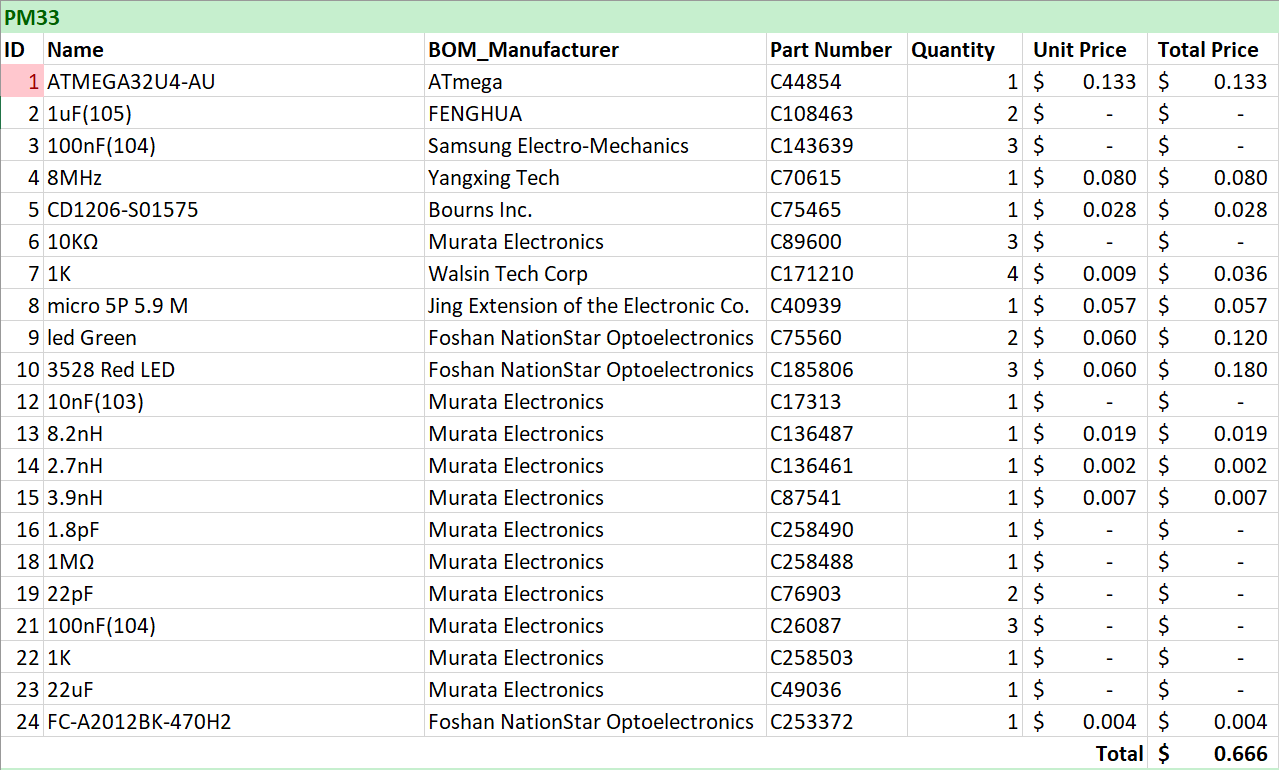 PM33
ID Name BOM_Manufacturer Part Number Quantity Unit Price Total Price
1 ATMEGA32U4-AU ATmega C44854 1 $ 0.133 $ 0.133
2 1uF(105) FENGHUA C108463 2 $ - $ -
3 100nF(104) Samsung Electro-Mechanics C143639 3 $ - $ -
4 8MHz Yangxing Tech C70615 1 $ 0.080 $ 0.080
5 CD1206-S01575 Bourns Inc. C75465 1 $ 0.028 $ 0.028
6 10KΩ Murata Electronics C89600 3 $ - $ -
7 1K Walsin Tech Corp C171210 4 $ 0.009 $ 0.036
8 micro 5P 5.9 M Jing Extension of the Electronic Co. C40939 1 $ 0.057 $ 0.057
9 led Green Foshan NationStar Optoelectronics C75560 2 $ 0.060 $ 0.120
10 3528 Red LED Foshan NationStar Optoelectronics C185806 3 $ 0.060 $ 0.180
12 10nF(103) Murata Electronics C17313 1 $ - $ -
13 8.2nH Murata Electronics C136487 1 $ 0.019 $ 0.019
14 2.7nH Murata Electronics C136461 1 $ 0.002 $ 0.002
15 3.9nH Murata Electronics C87541 1 $ 0.007 $ 0.007
16 1.8pF Murata Electronics C258490 1 $ - $ -
18 1MΩ Murata Electronics C258488 1 $ - $ -
19 22pF Murata Electronics C76903 2 $ - $ -
21 100nF(104) Murata Electronics C26087 3 $ - $ -
22 1K Murata Electronics C258503 1 $ - $ -
23 22uF Murata Electronics C49036 1 $ - $ -
24 FC-A2012BK-470H2 Foshan NationStar Optoelectronics C253372 1 $ 0.004 $ 0.004
Total $ 0.666